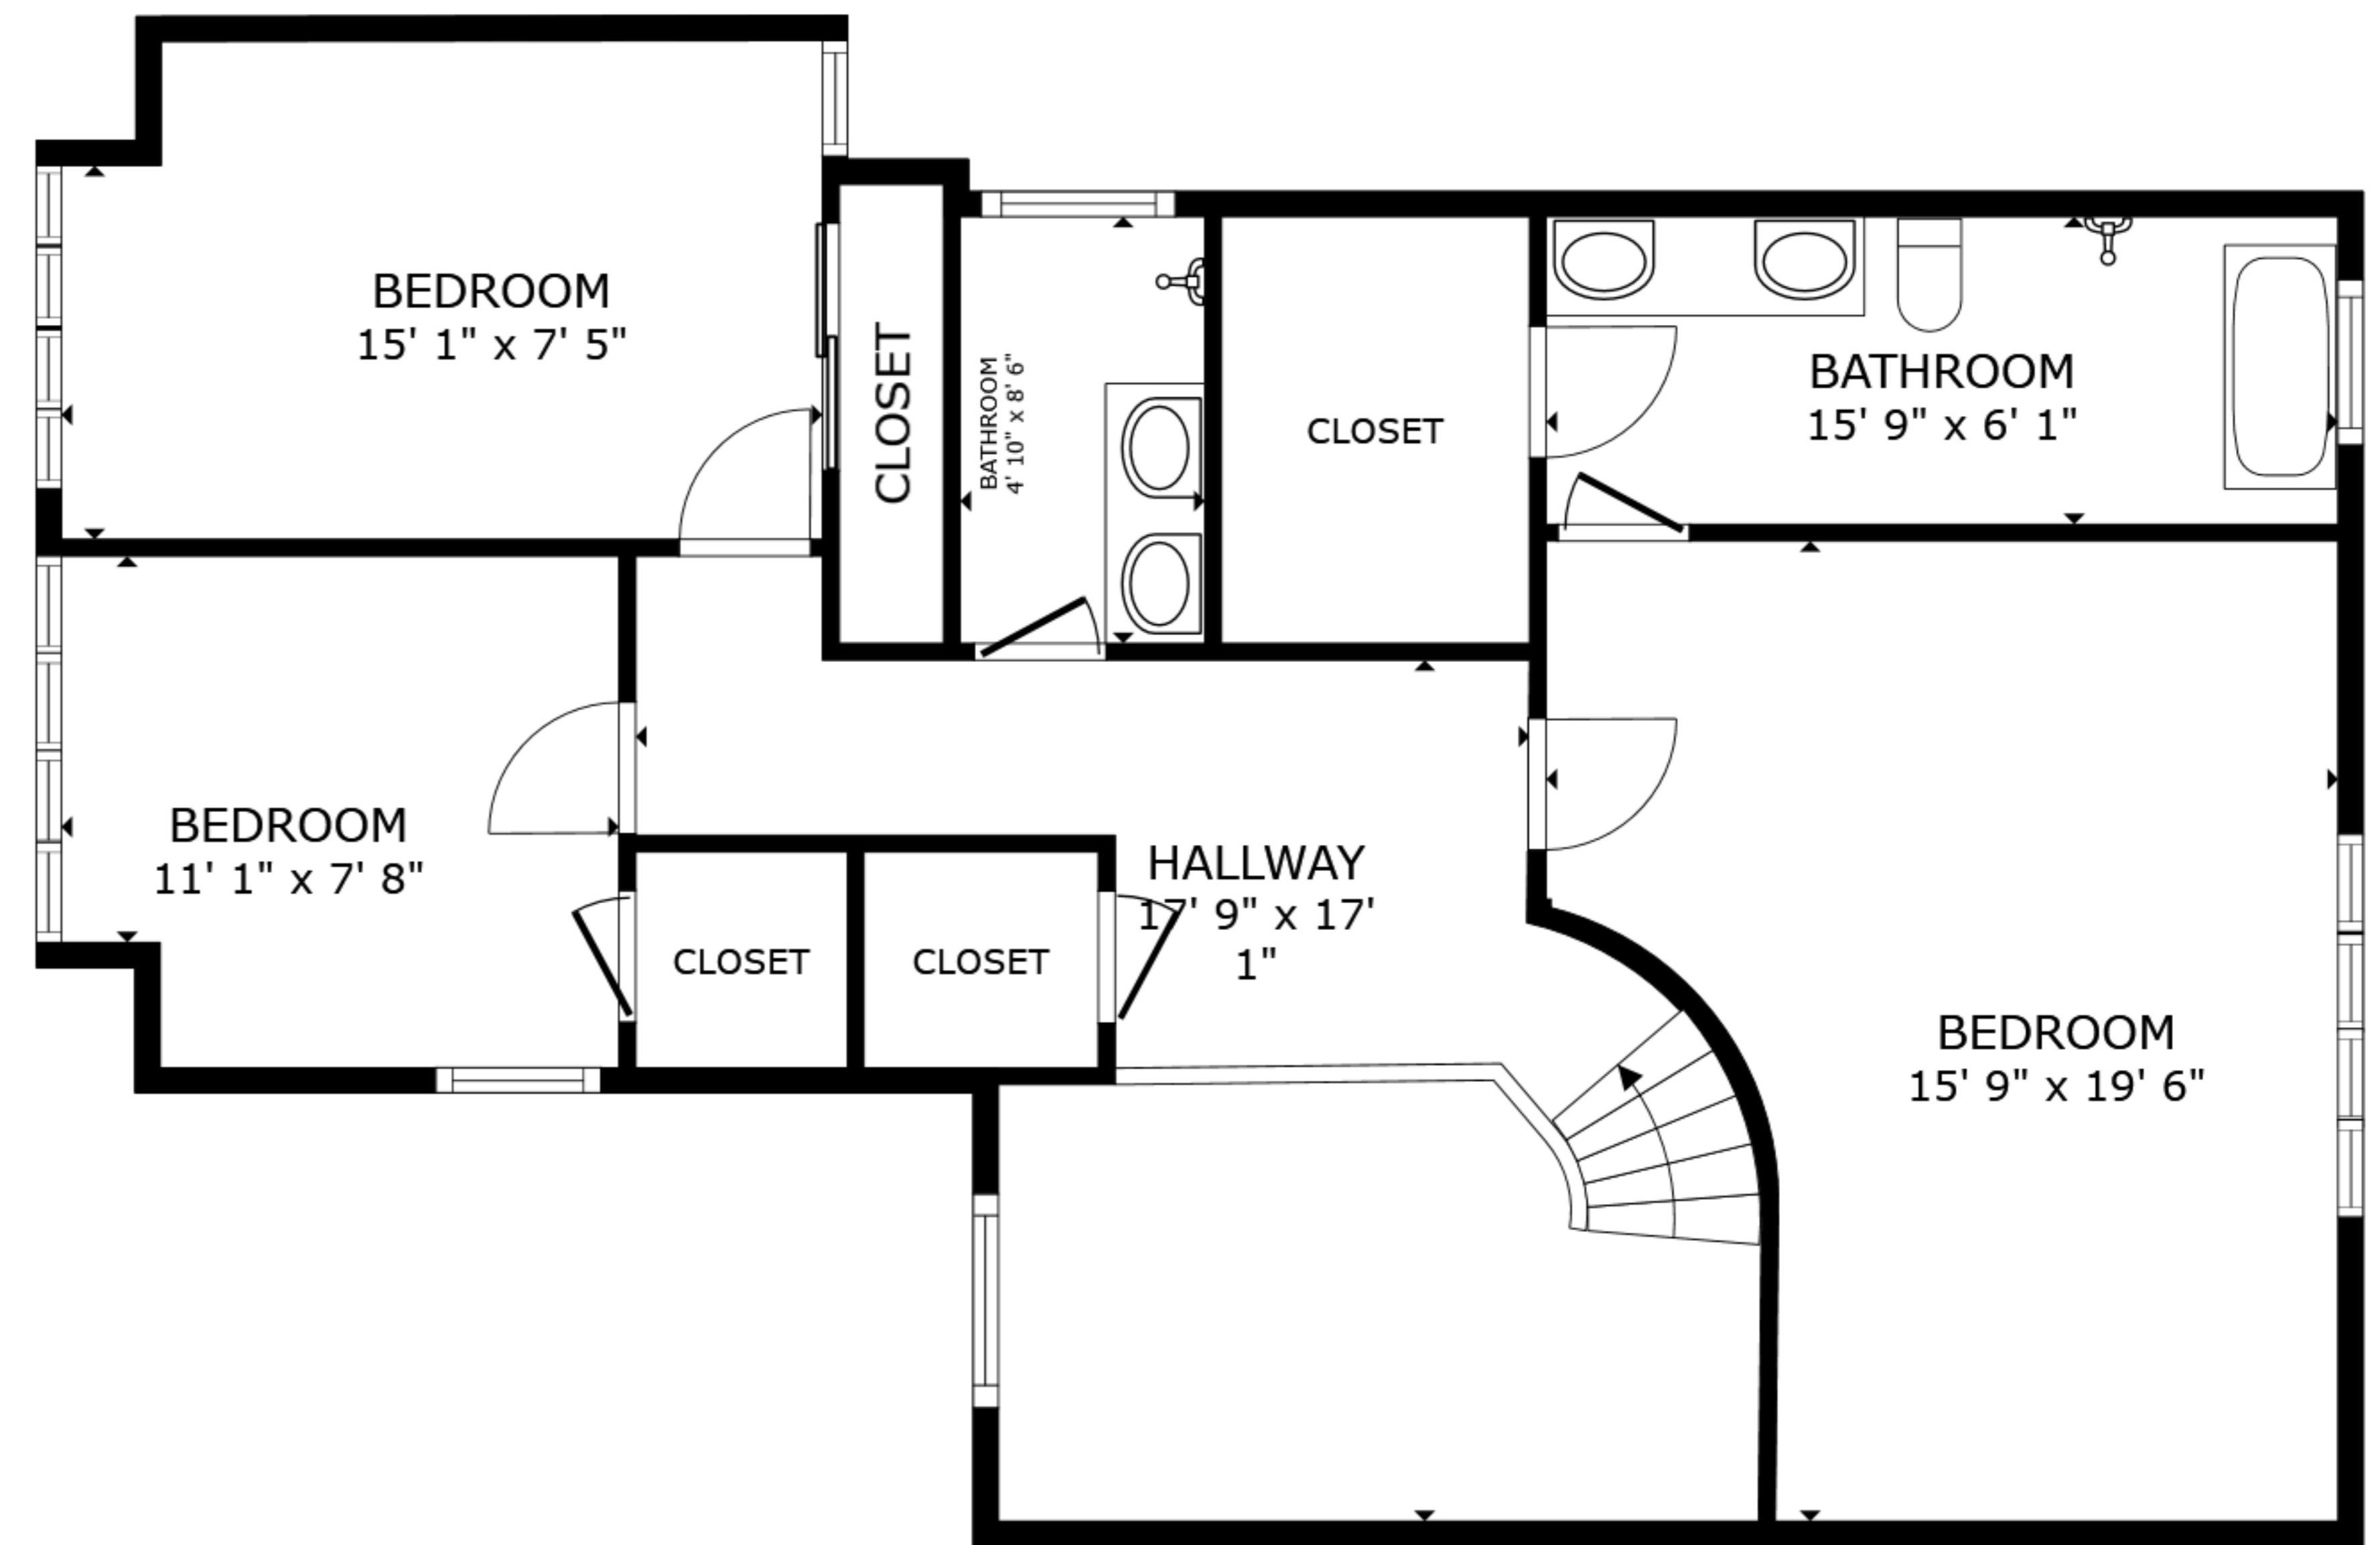 BEDROOM
15' 1" x 7' 5"
CLOSET
BATHROOM
4' 10" x 8' 6"
CLOSET
BATHROOM
15' 9" x 6' 1"
BEDROOM
11' 1" x 7' 8"
CLOSET
CLOSET
HALLWAY
17' 9" x 17'
1"
BEDROOM
15' 9" x 19' 6"